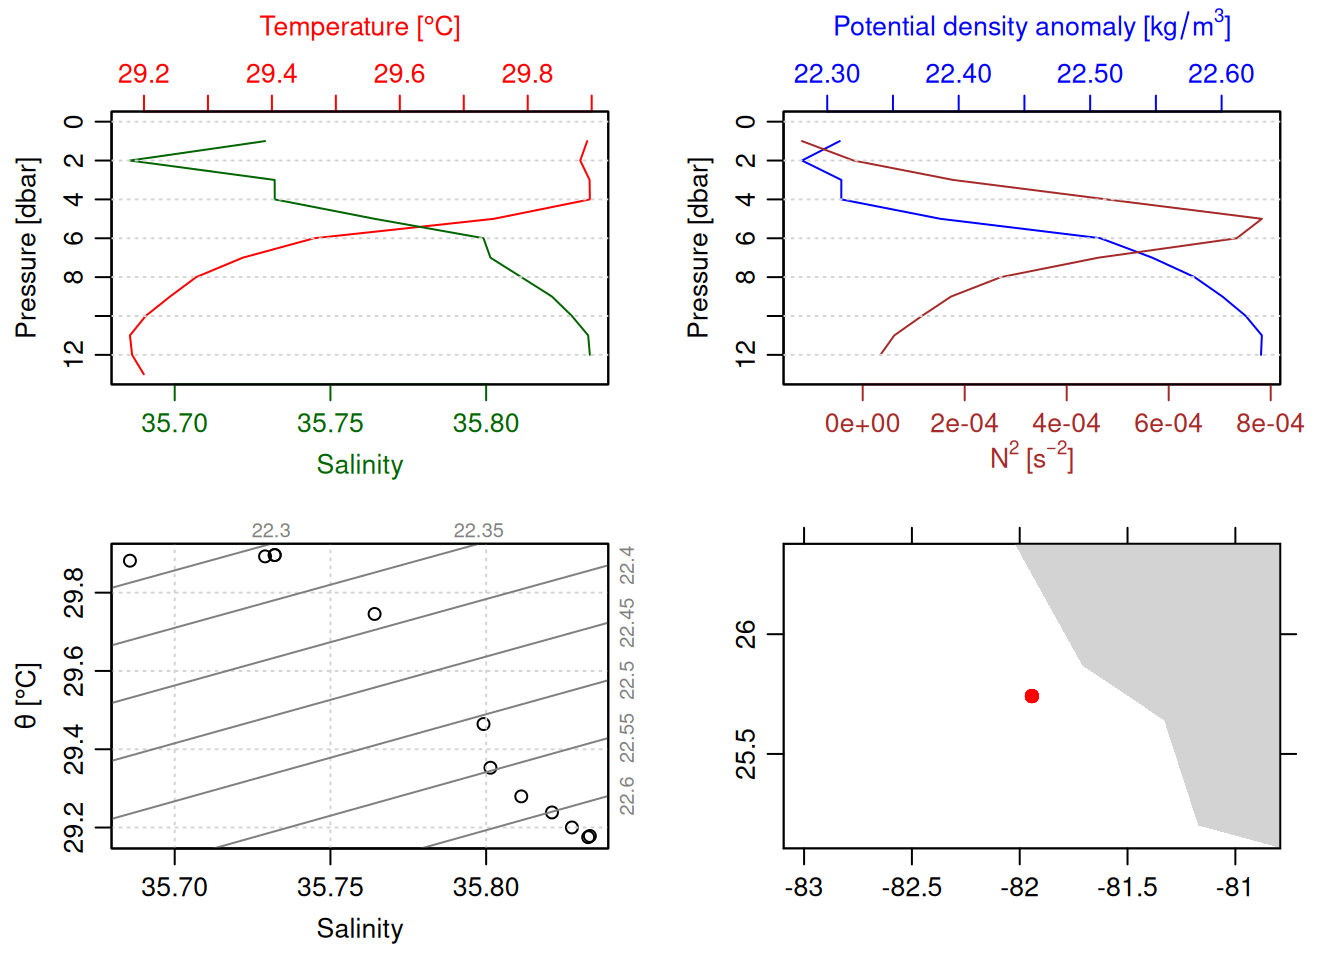 Temperature [°C]
29.2 29.4 29.6 29.8
Pressure [dbar]
0 2 4 6 8 12
35.70 35.75 35.80
Salinity
Potential density anomaly [kg/m³]
22.30 22.40 22.50 22.60
Pressure [dbar]
0 2 4 6 8 12
0e+00 2e-04 4e-04 6e-04 8e-04
N² [s⁻²]
22.3 22.35
22.4 22.45 22.5 22.55 22.6
θ [°C]
29.8 29.6 29.4 29.2
35.70 35.75 35.80
Salinity
26
25.5
-83 -82.5 -82 -81.5 -81